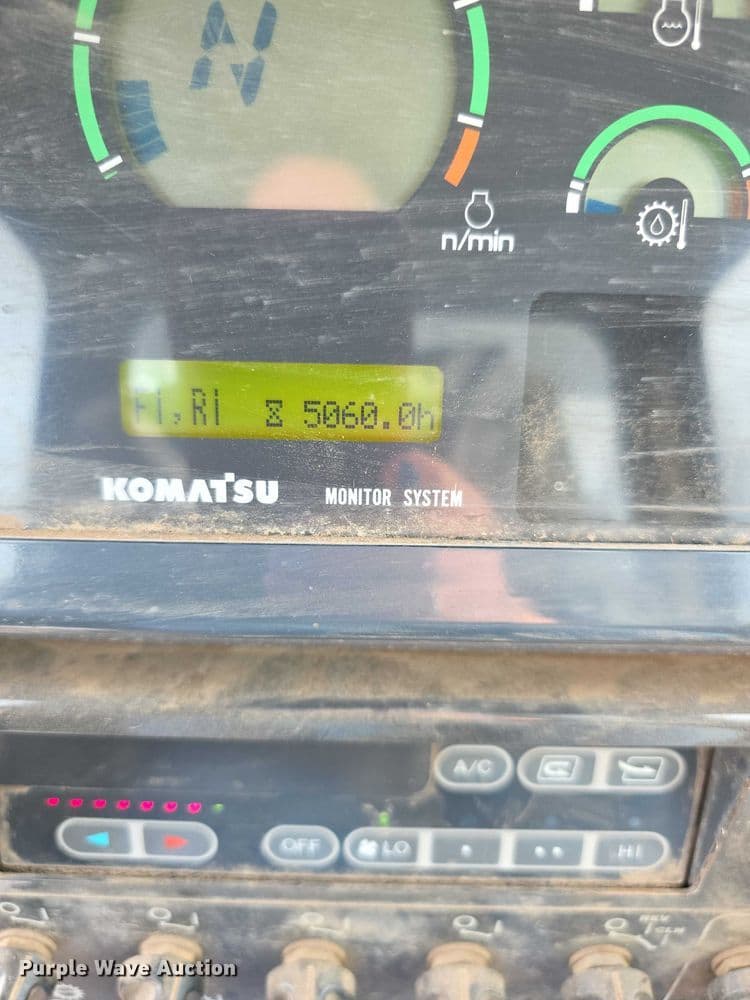 N
n/min
F1,R1 5060.0h
KOMATSU MONITOR SYSTEM
A/C
OFF LO HI
Purple Wave Auction